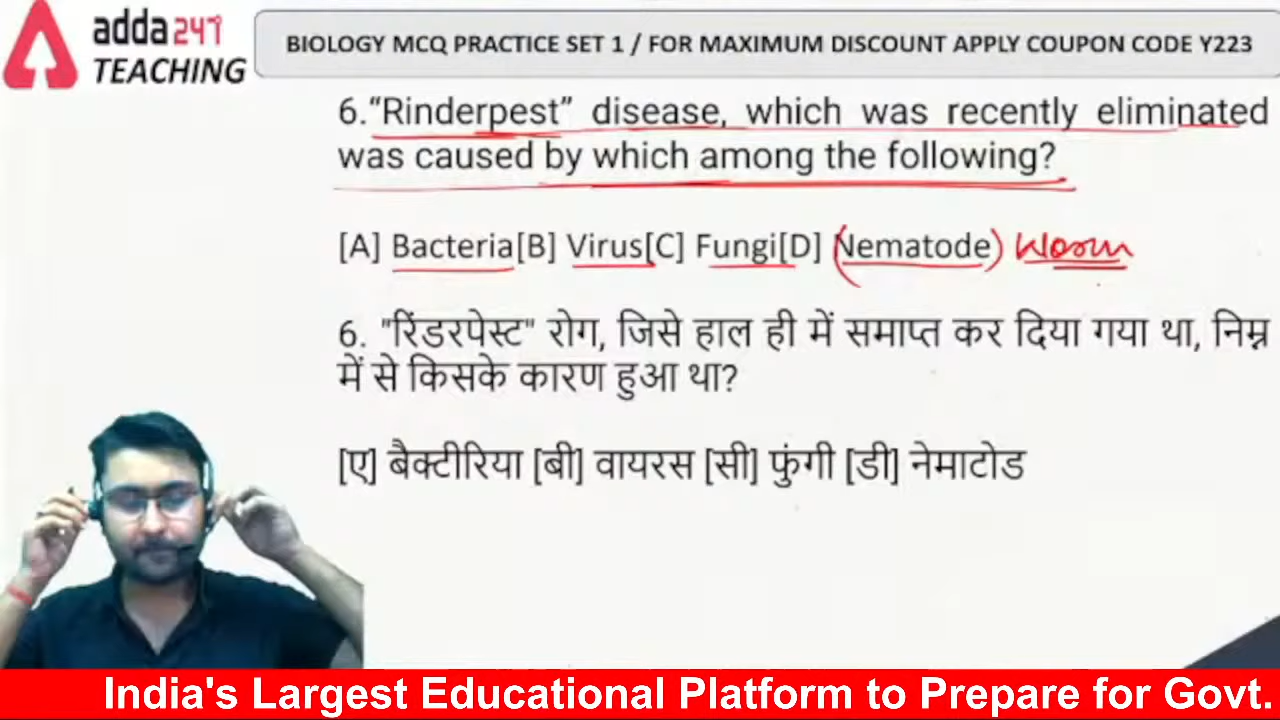 adda247
TEACHING
BIOLOGY MCQ PRACTICE SET 1 / FOR MAXIMUM DISCOUNT APPLY COUPON CODE Y223
6.“Rinderpest” disease, which was recently eliminated
was caused by which among the following?
[A] Bacteria[B] Virus[C] Fungi[D] (Nematode) Worm
6. "रिंडरपेस्ट" रोग, जिसे हाल ही में समाप्त कर दिया गया था, निम्न
में से किसके कारण हुआ था?
[ए] बैक्टीरिया [बी] वायरस [सी] फुंगी [डी] नेमाटोड
India's Largest Educational Platform to Prepare for Govt.